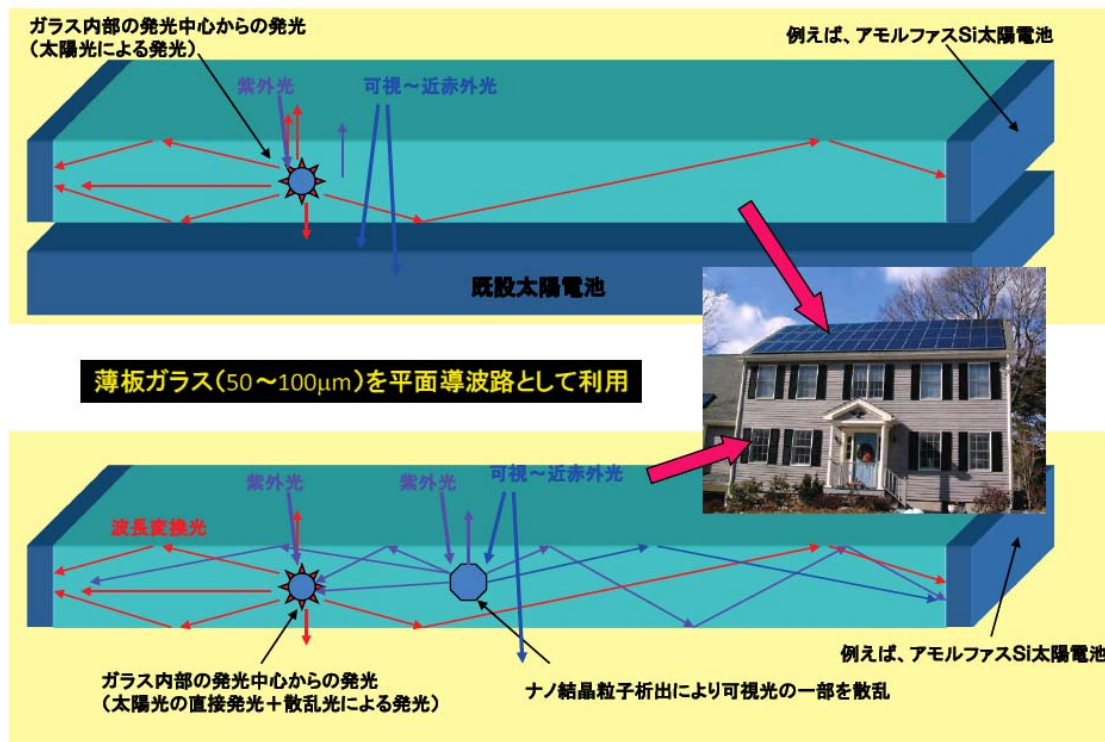 ガラス内部の発光中心からの発光
（太陽光による発光）
例えば、アモルファスSi太陽電池
紫外光
可視～近赤外光
既設太陽電池
薄板ガラス（50～100μm）を平面導波路として利用
紫外光
紫外光
可視～近赤外光
波長変換光
例えば、アモルファスSi太陽電池
ガラス内部の発光中心からの発光
（太陽光の直接発光＋散乱光による発光）
ナノ結晶粒子析出により可視光の一部を散乱